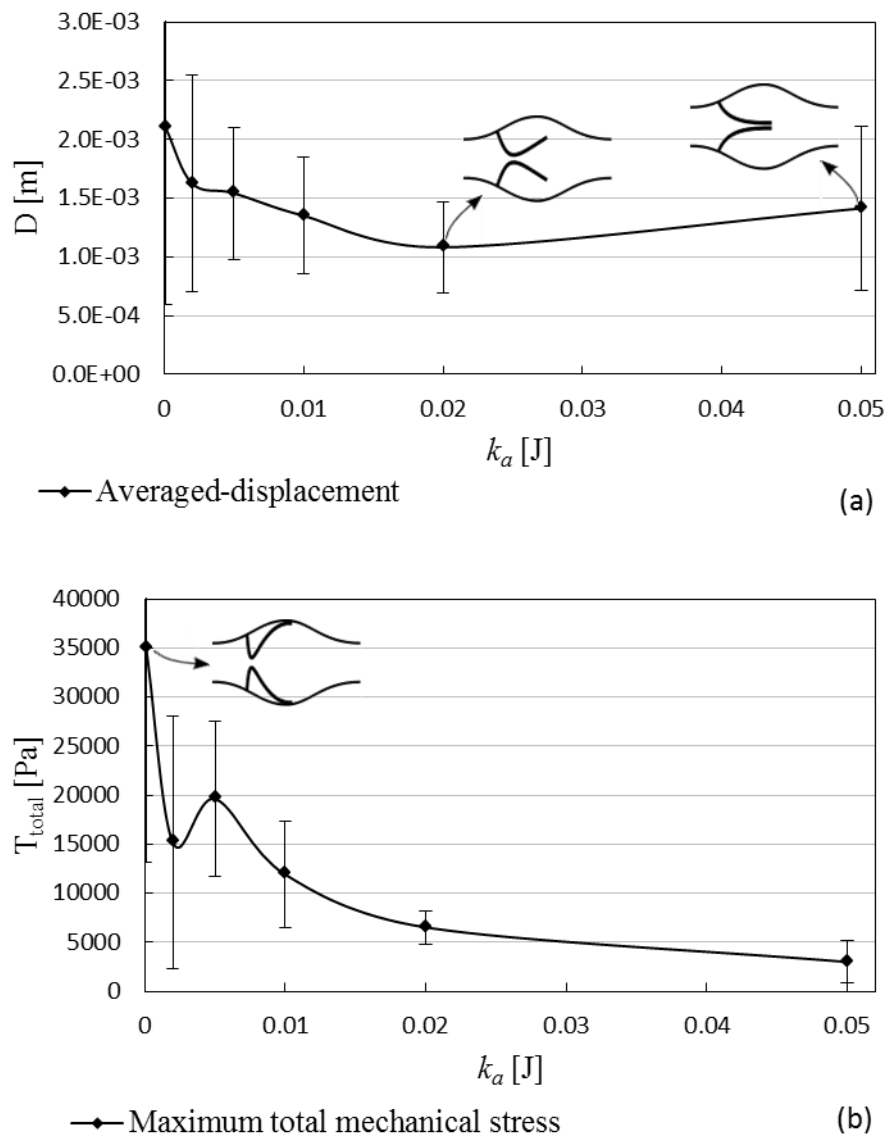 3.0E-03
2.5E-03
2.0E-03
1.5E-03
1.0E-03
5.0E-04
0.0E+00
D [m]
0 0.01 0.02 0.03 0.04 0.05
kₐ [J]
Averaged-displacement
(a)
40000
35000
30000
25000
20000
15000
10000
5000
0
T_total [Pa]
0 0.01 0.02 0.03 0.04 0.05
kₐ [J]
Maximum total mechanical stress
(b)